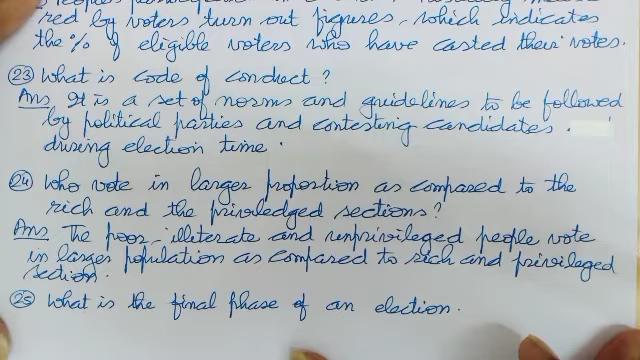 red by voters turn out figures, which indicates
the % of eligible voters who have casted their votes.
23 What is code of conduct?
Ans It is a set of norms and guidelines to be followed
by political parties and contesting candidates.
during election time.
24 Who vote in larger proportion as compared to the
rich and the priviledged sections?
Ans The poor, illiterate and unprivileged people vote
in larger population as compared to rich and privileged
section.
25 What is the final phase of an election.